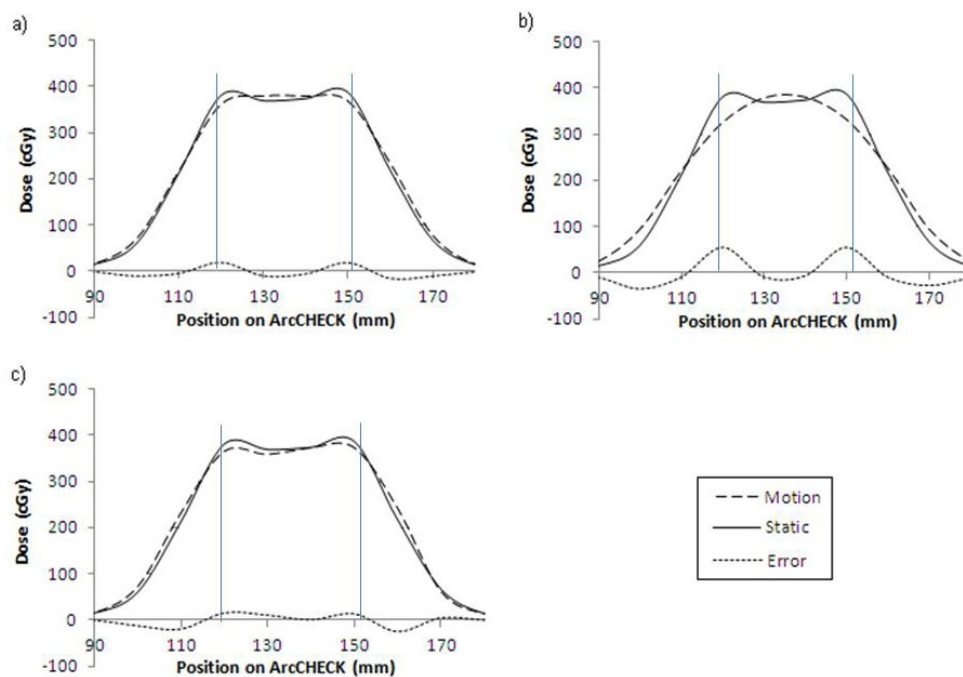 a)
500
400
300
200
100
0
-100
90 110 130 150 170
Dose (cGy)
Position on ArcCHECK (mm)
b)
500
400
300
200
100
0
-100
90 110 130 150 170
Dose (cGy)
Position on ArcCHECK (mm)
c)
500
400
300
200
100
0
-100
90 110 130 150 170
Dose (cGy)
Position on ArcCHECK (mm)
Motion
Static
Error